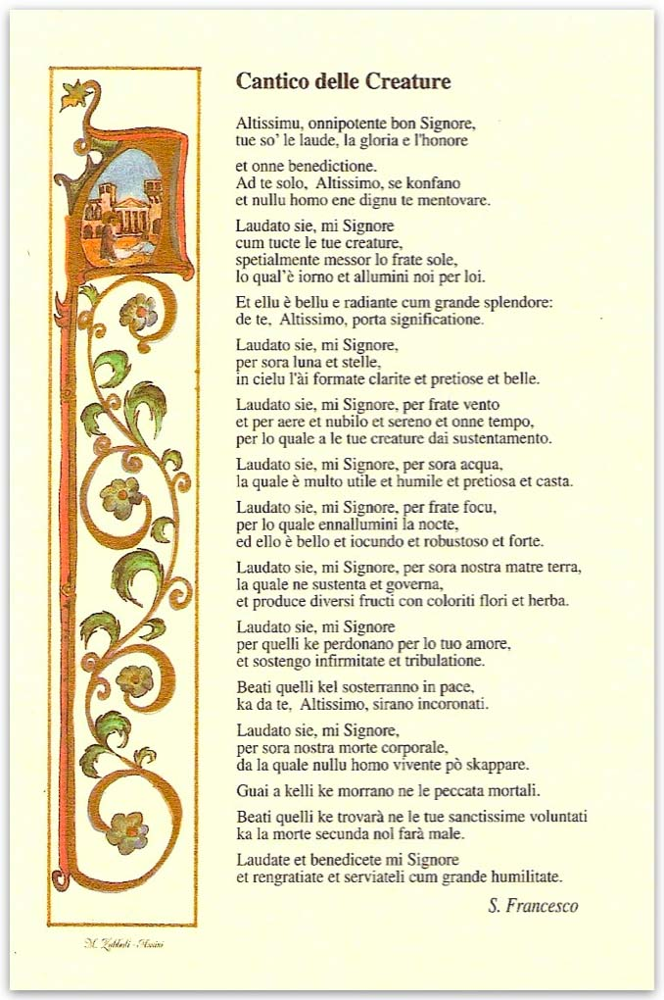 Cantico delle Creature
Altissimu, onnipotente bon Signore,
tue so' le laude, la gloria e l'honore
et onne benedictione.
Ad te solo, Altissimo, se konfano
et nullu homo ene dignu te mentovare.
Laudato sie, mi Signore
cum tucte le tue creature,
spetialmente messor lo frate sole,
lo qual'è iorno et allumini noi per loi.
Et ellu è bellu e radiante cum grande splendore:
de te, Altissimo, porta significatione.
Laudato sie, mi Signore,
per sora luna et stelle,
in cielu l'ài formate clarite et pretiose et belle.
Laudato sie, mi Signore, per frate vento
et per aere et nubilo et sereno et onne tempo,
per lo quale a le tue creature dai sustentamento.
Laudato sie, mi Signore, per sora acqua,
la quale è multo utile et humile et pretiosa et casta.
Laudato sie, mi Signore, per frate focu,
per lo quale ennallumini la nocte,
ed ello è bello et iocundo et robustoso et forte.
Laudato sie, mi Signore, per sora nostra matre terra,
la quale ne sustenta et governa,
et produce diversi fructi con coloriti flori et herba.
Laudato sie, mi Signore
per quelli ke perdonano per lo tuo amore,
et sostengo infirmitate et tribulatione.
Beati quelli kel sosterranno in pace,
ka da te, Altissimo, sirano incoronati.
Laudato sie, mi Signore,
per sora nostra morte corporale,
da la quale nullu homo vivente pò skappare.
Guai a kelli ke morrano ne le peccata mortali.
Beati quelli ke trovarà ne le tue sanctissime voluntati
ka la morte secunda nol farà male.
Laudate et benedicete mi Signore
et rengratiate et serviateli cum grande humilitate.
S. Francesco
M. - Assisi